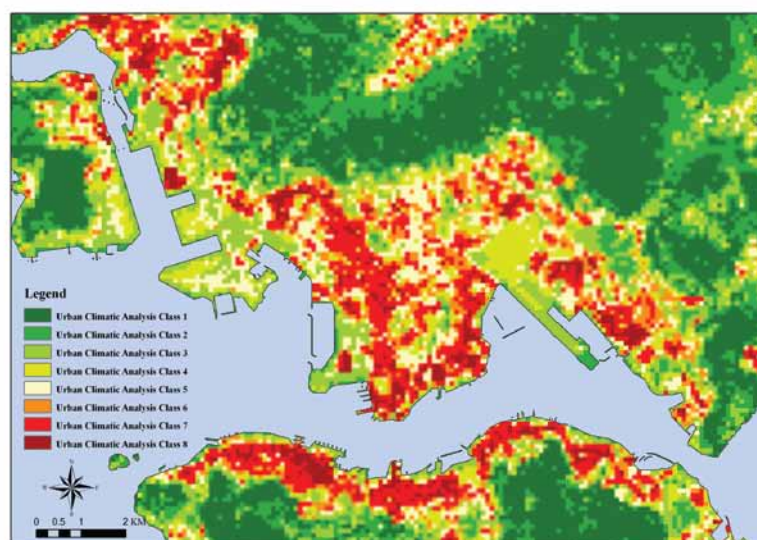 Legend
Urban Climatic Analysis Class 1
Urban Climatic Analysis Class 2
Urban Climatic Analysis Class 3
Urban Climatic Analysis Class 4
Urban Climatic Analysis Class 5
Urban Climatic Analysis Class 6
Urban Climatic Analysis Class 7
Urban Climatic Analysis Class 8
N
0 0.5 1 2 KM